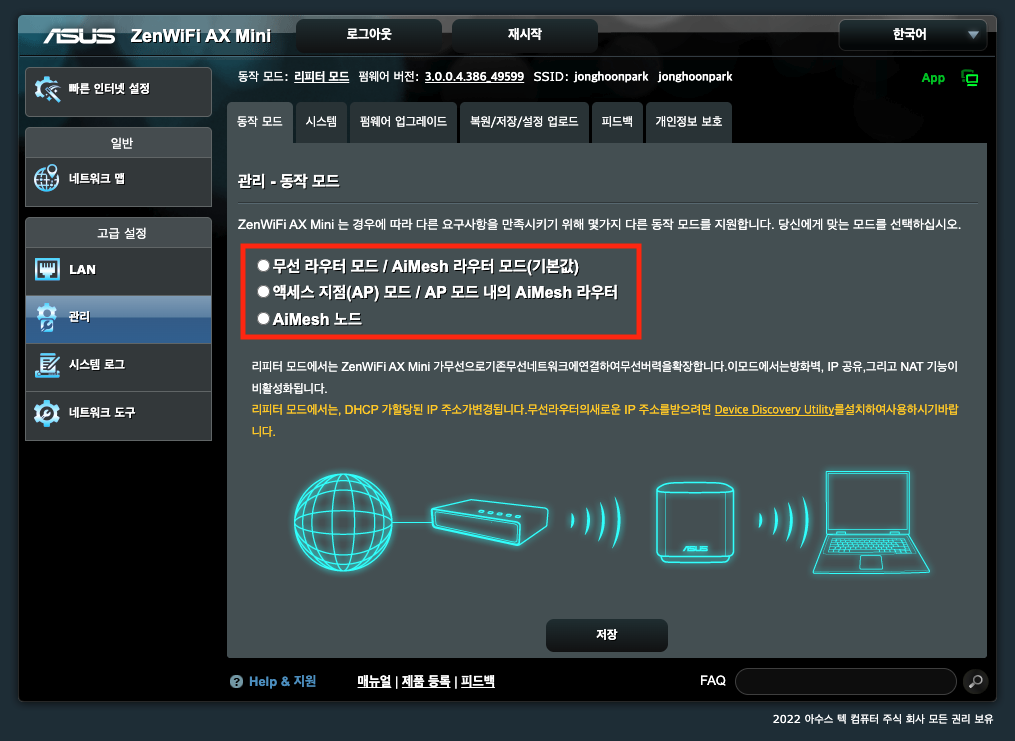 ASUS ZenWiFi AX Mini 로그아웃 재시작 한국어
동작 모드: 리피터 모드 펌웨어 버전: 3.0.0.4.386_49599 SSID: jonghoonpark jonghoonpark App
빠른 인터넷 설정
일반
네트워크 맵
고급 설정
LAN
관리
시스템 로그
네트워크 도구
동작 모드 시스템 펌웨어 업그레이드 복원/저장/설정 업로드 피드백 개인정보 보호
관리 - 동작 모드
ZenWiFi AX Mini 는 경우에 따라 다른 요구사항을 만족시키기 위해 몇가지 다른 동작 모드를 지원합니다. 당신에게 맞는 모드를 선택하십시오.
무선 라우터 모드 / AiMesh 라우터 모드(기본값)
액세스 지점(AP) 모드 / AP 모드 내의 AiMesh 라우터
AiMesh 노드
리피터 모드에서는 ZenWiFi AX Mini 가무선으로기존무선네트워크에연결하여무선버력을확장합니다.이모드에서는방화벽, IP 공유,그리고 NAT 기능이
비활성화됩니다.
리피터 모드에서는, DHCP 가할당된 IP 주소가변경됩니다.무선라우터의새로운 IP 주소를받으려면 Device Discovery Utility를설치하여사용하시기바랍
니다.
ASUS
저장
Help & 지원 매뉴얼 | 제품 등록 | 피드백 FAQ
2022 아수스 텍 컴퓨터 주식 회사 모든 권리 보유